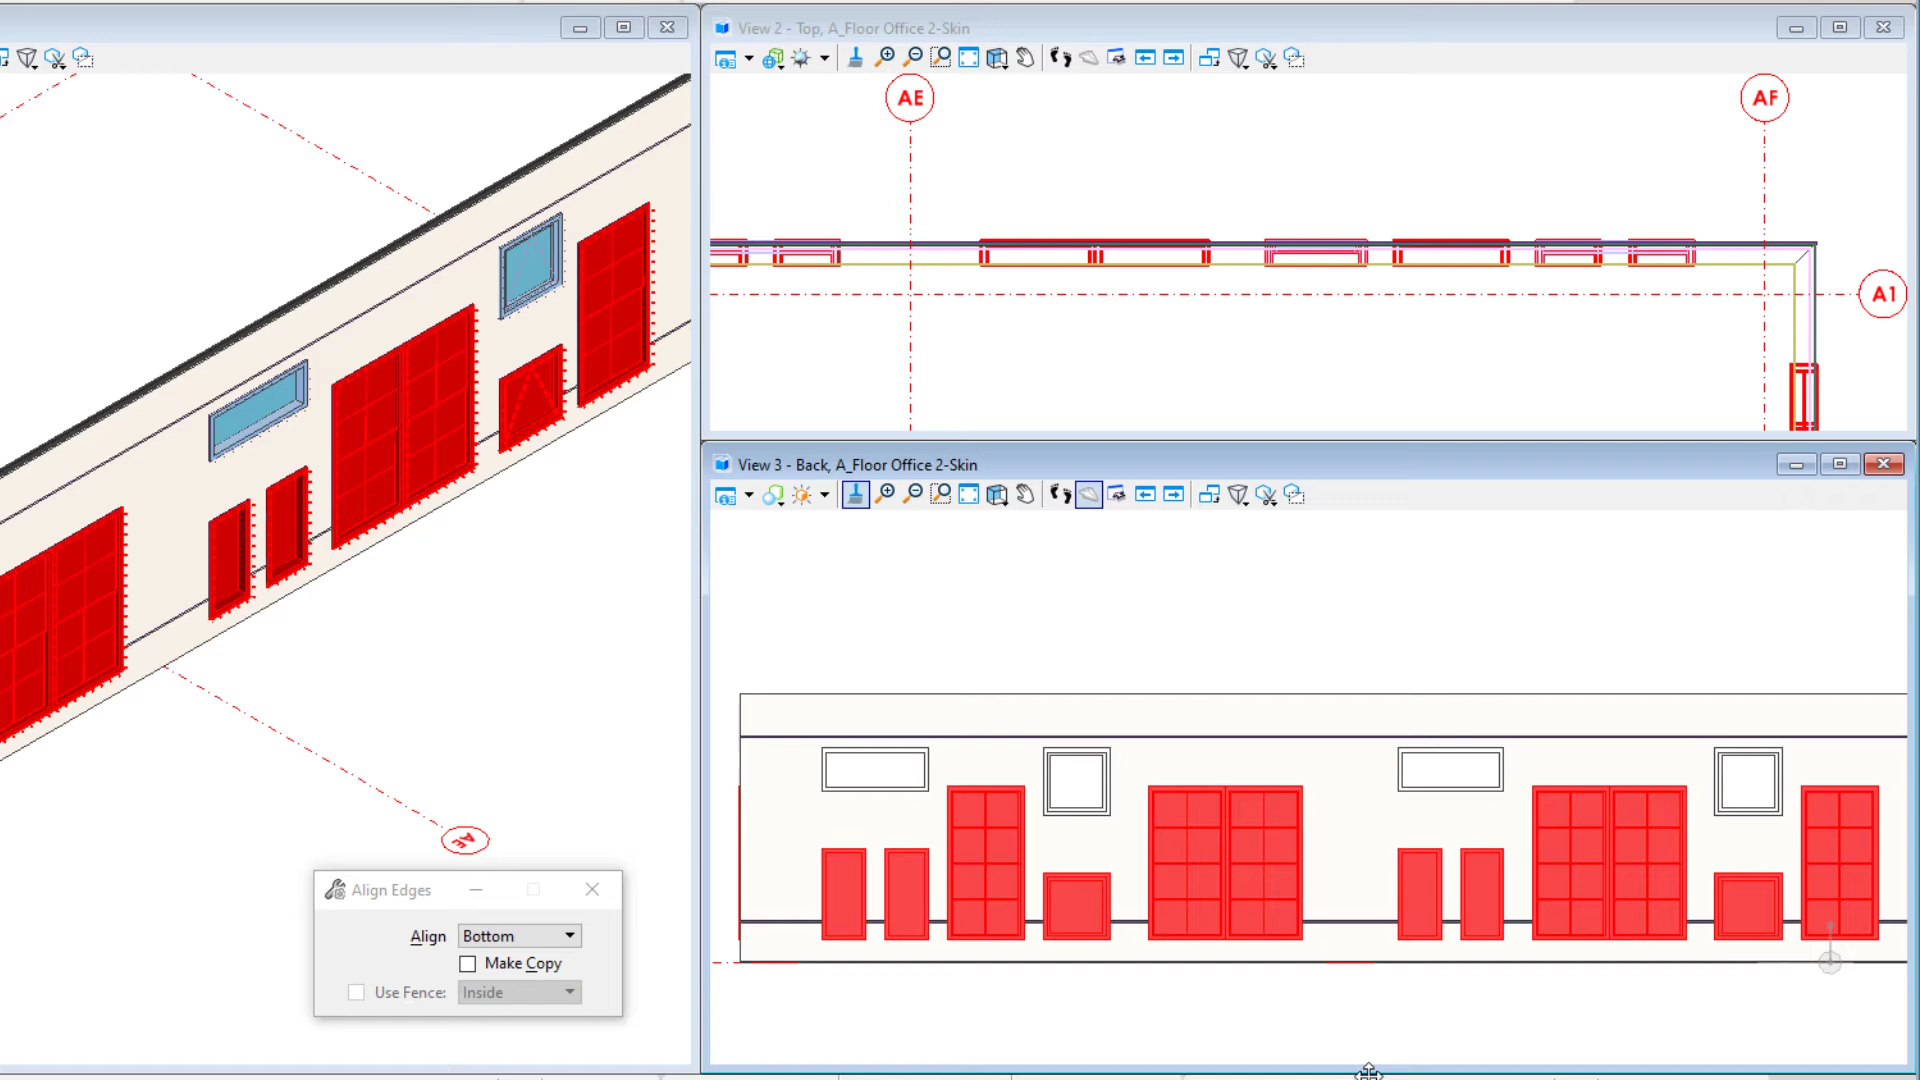 View 2 - Top, A_Floor Office 2-Skin
AE
AF
A1
View 3 - Back, A_Floor Office 2-Skin
AE
Align Edges
Align Bottom
Make Copy
Use Fence: Inside